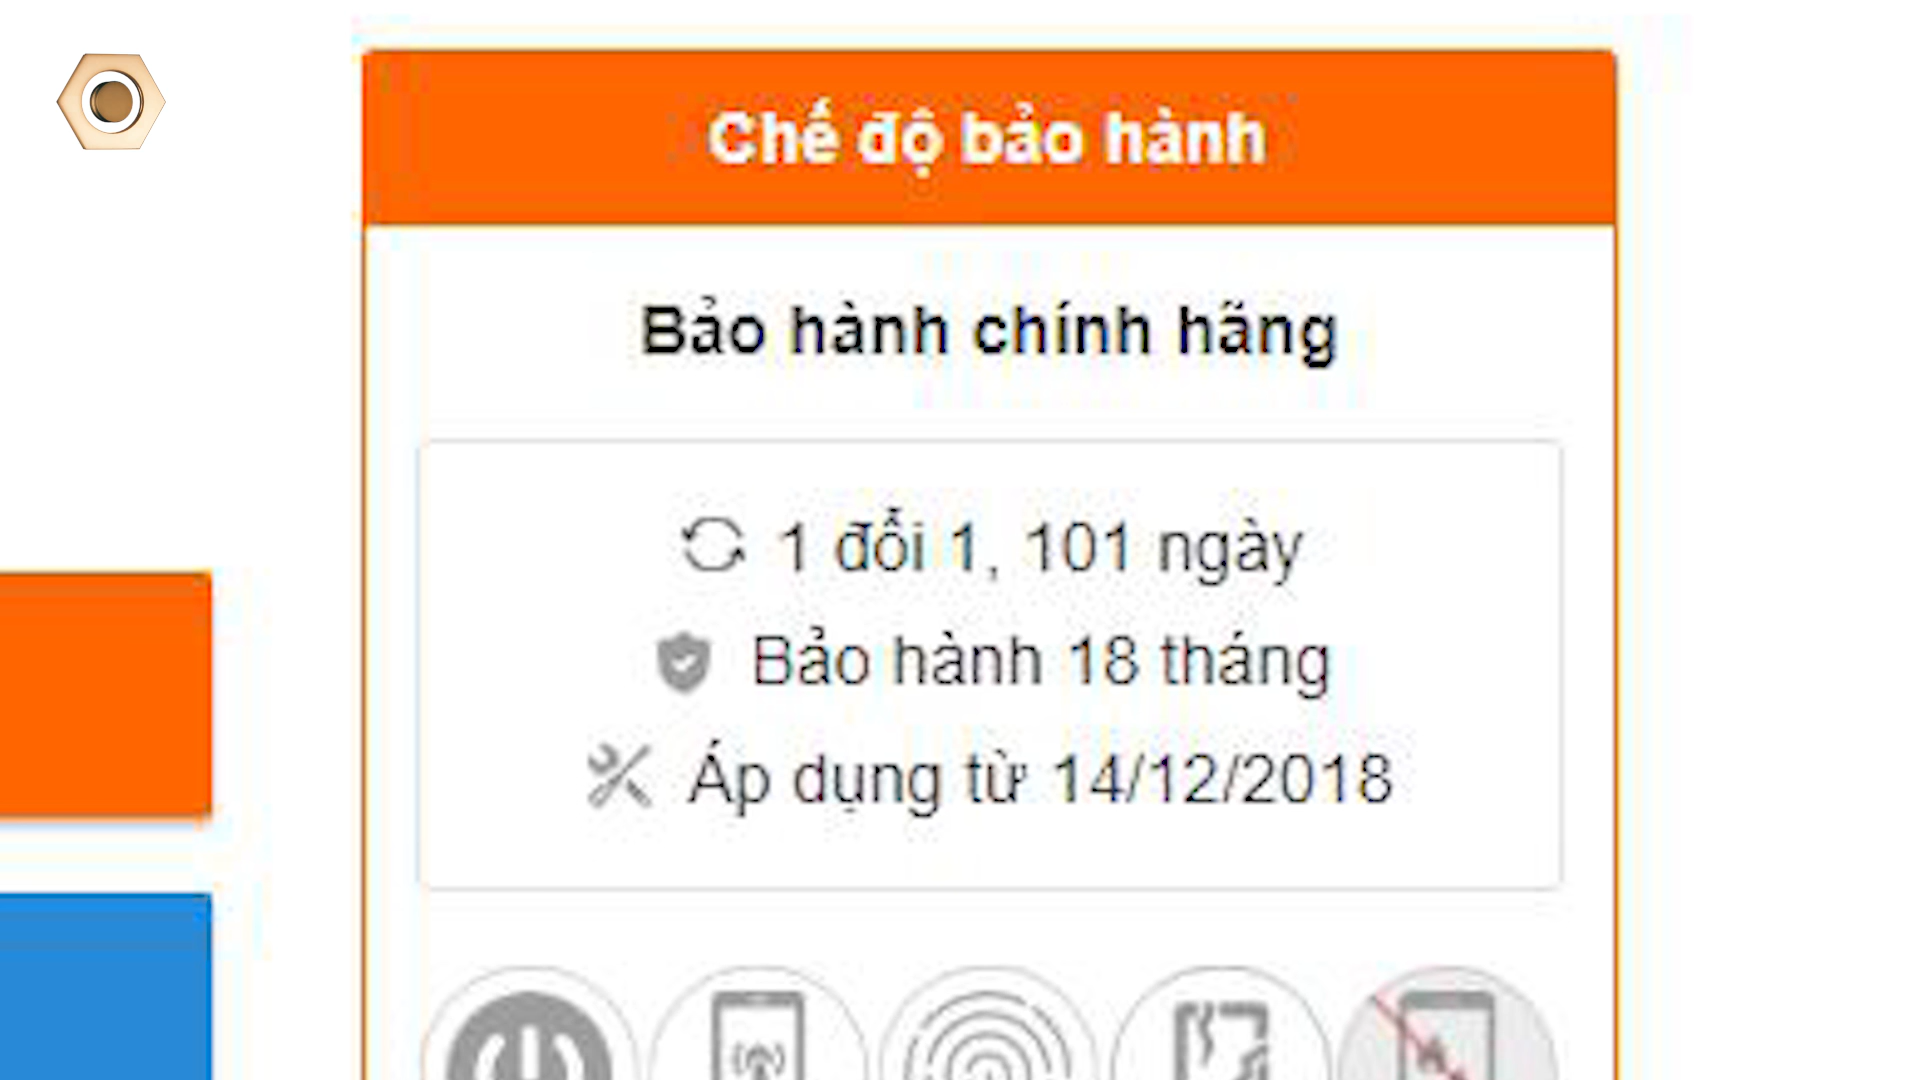 Chế độ bảo hành
Bảo hành chính hãng
1 đổi 1, 101 ngày
Bảo hành 18 tháng
Áp dụng từ 14/12/2018